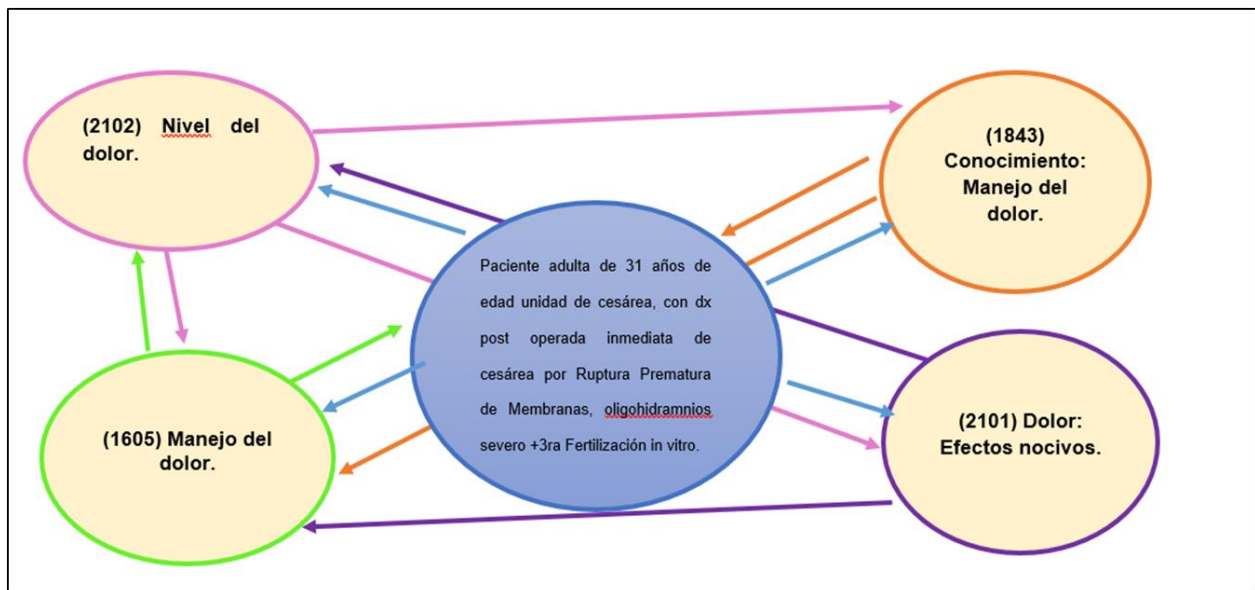 (2102) Nivel del
dolor.
(1843)
Conocimiento:
Manejo del
dolor.
Paciente adulta de 31 años de
edad unidad de cesárea, con dx
post operada inmediata de
cesárea por Ruptura Prematura
de Membranas, oligohidramnios
severo +3ra Fertilización in vitro.
(1605) Manejo del
dolor.
(2101) Dolor:
Efectos nocivos.